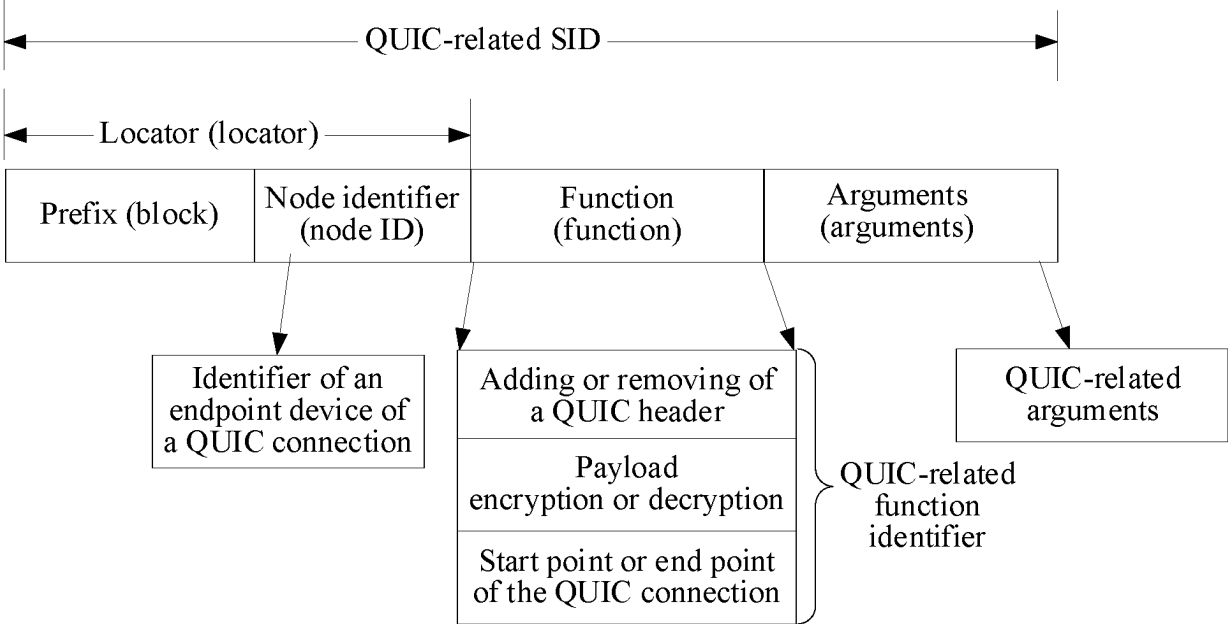 QUIC-related SID
Locator (locator)
Prefix (block)
Node identifier
(node ID)
Function
(function)
Arguments
(arguments)
Identifier of an
endpoint device of
a QUIC connection
Adding or removing of
a QUIC header
Payload
encryption or decryption
Start point or end point
of the QUIC connection
QUIC-related
function
identifier
QUIC-related
arguments